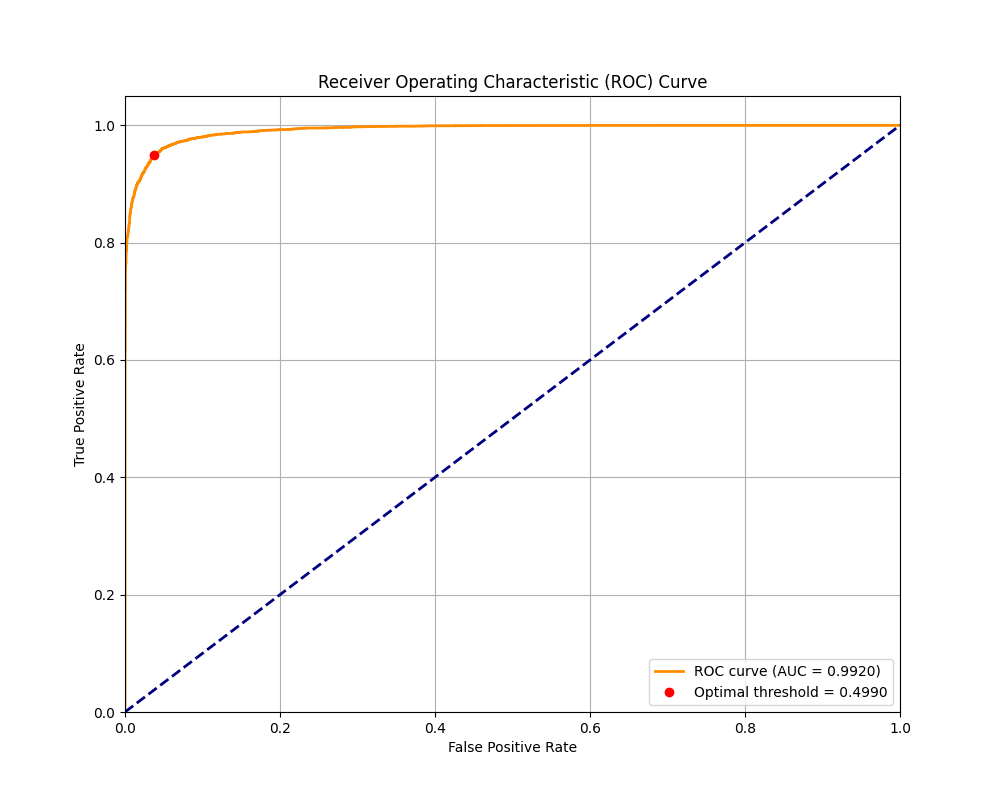 Receiver Operating Characteristic (ROC) Curve
True Positive Rate
1.0
0.8
0.6
0.4
0.2
0.0
0.0 0.2 0.4 0.6 0.8 1.0
False Positive Rate
ROC curve (AUC = 0.9920)
Optimal threshold = 0.4990